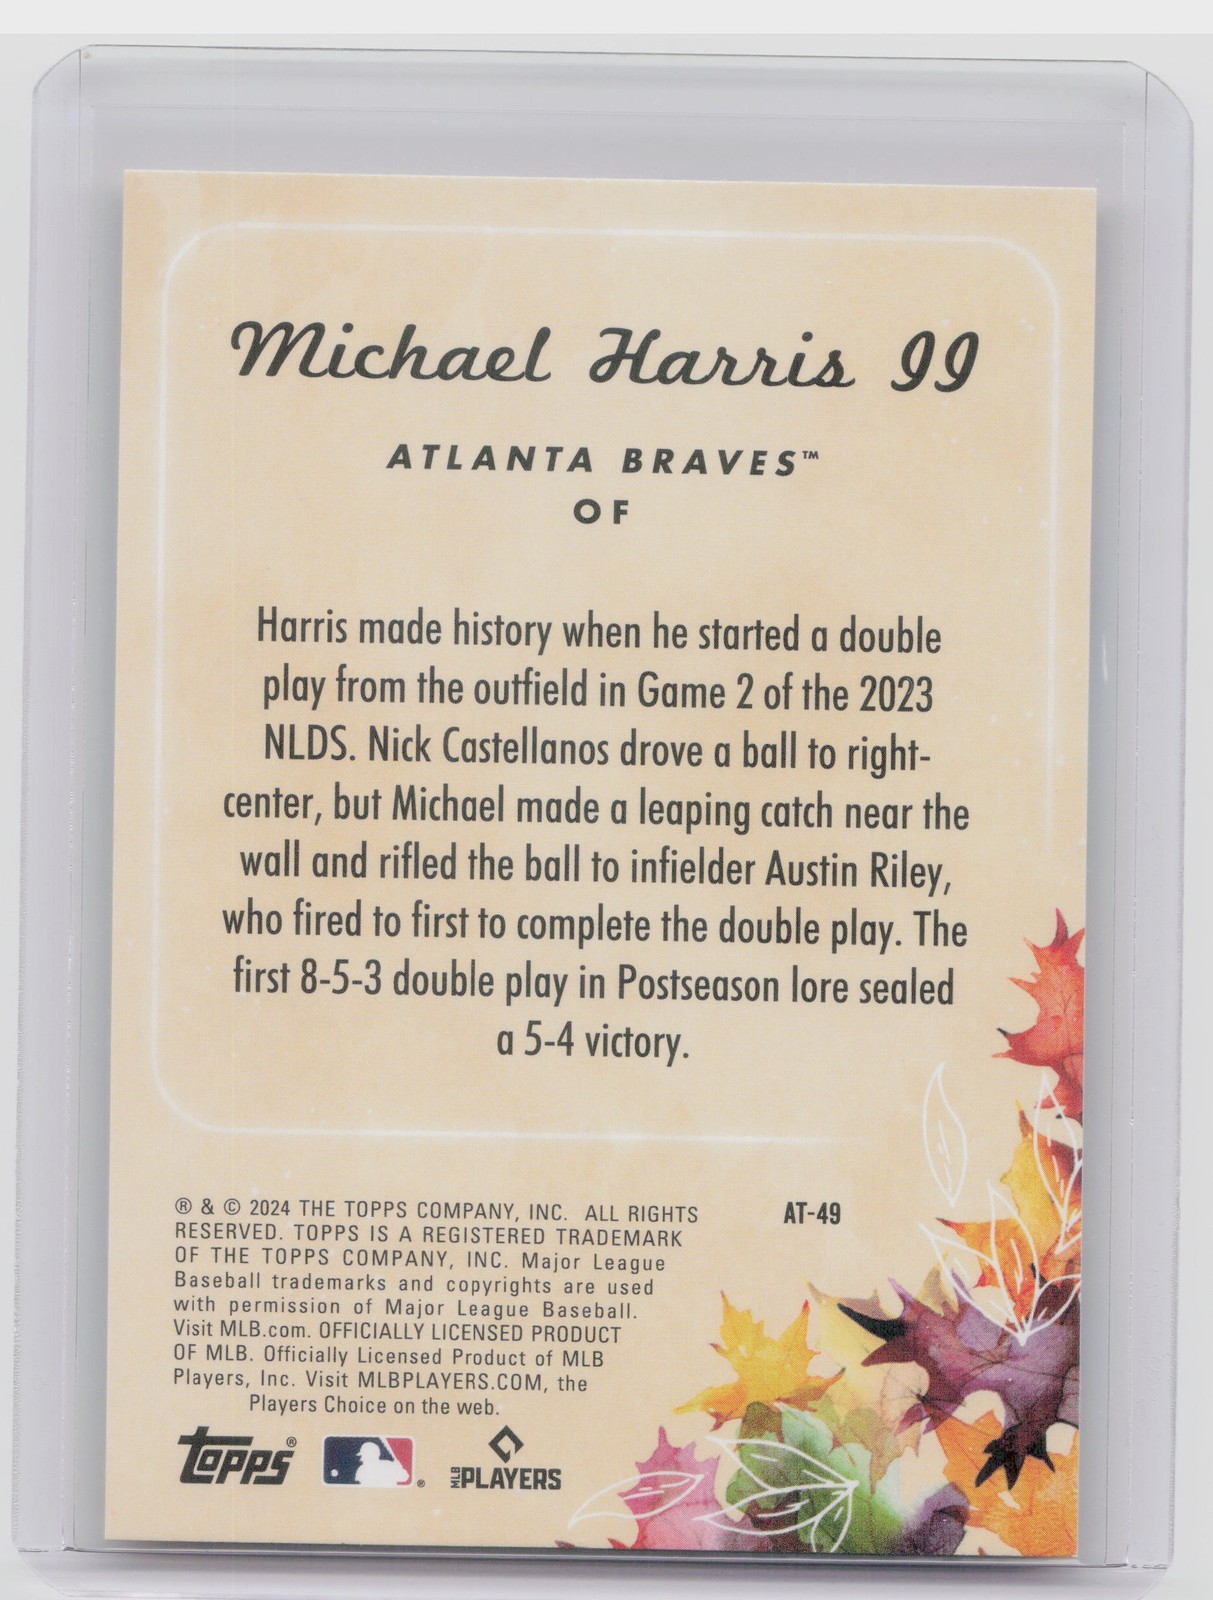 Michael Harris II
ATLANTA BRAVES™
OF
Harris made history when he started a double
play from the outfield in Game 2 of the 2023
NLDS. Nick Castellanos drove a ball to right-
center, but Michael made a leaping catch near the
wall and rifled the ball to infielder Austin Riley,
who fired to first to complete the double play. The
first 8-5-3 double play in Postseason lore sealed
a 5-4 victory.
® & © 2024 THE TOPPS COMPANY, INC. ALL RIGHTS
RESERVED. TOPPS IS A REGISTERED TRADEMARK
OF THE TOPPS COMPANY, INC. Major League
Baseball trademarks and copyrights are used
with permission of Major League Baseball.
Visit MLB.com. OFFICIALLY LICENSED PRODUCT
OF MLB. Officially Licensed Product of MLB
Players, Inc. Visit MLBPLAYERS.COM, the
Players Choice on the web.
AT-49
TOPPS®
®
MLB PLAYERS